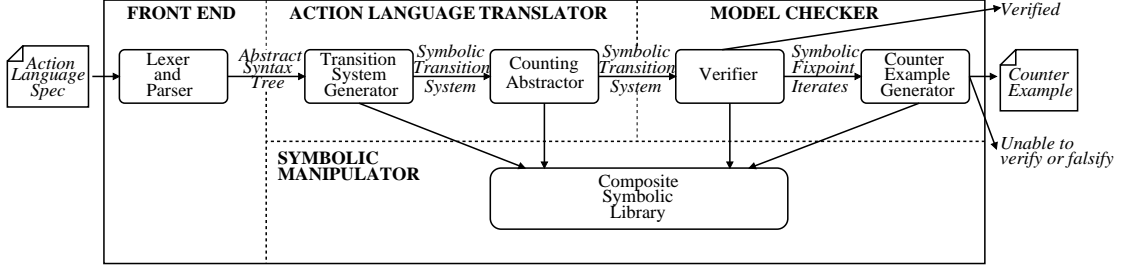 FRONT END
ACTION LANGUAGE TRANSLATOR
MODEL CHECKER
Verified
Action
Language
Spec
Lexer
and
Parser
Abstract
Syntax
Tree
Transition
System
Generator
Symbolic
Transition
System
Counting
Abstractor
Symbolic
Transition
System
Verifier
Symbolic
Fixpoint
Iterates
Counter
Example
Generator
Counter
Example
Unable to
verify or falsify
SYMBOLIC
MANIPULATOR
Composite
Symbolic
Library